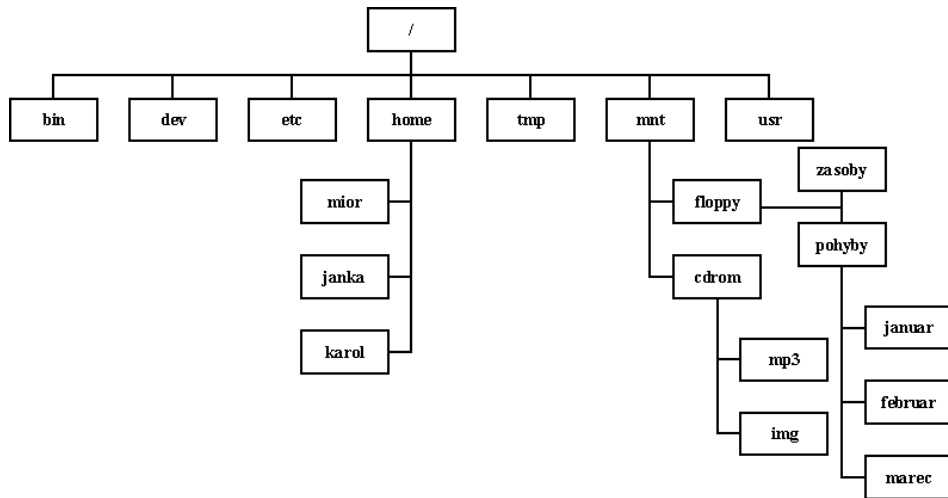 /
bin
dev
etc
home
tmp
mnt
usr
zasoby
mior
floppy
pohyby
janka
cdrom
januar
karol
mp3
februar
img
marec